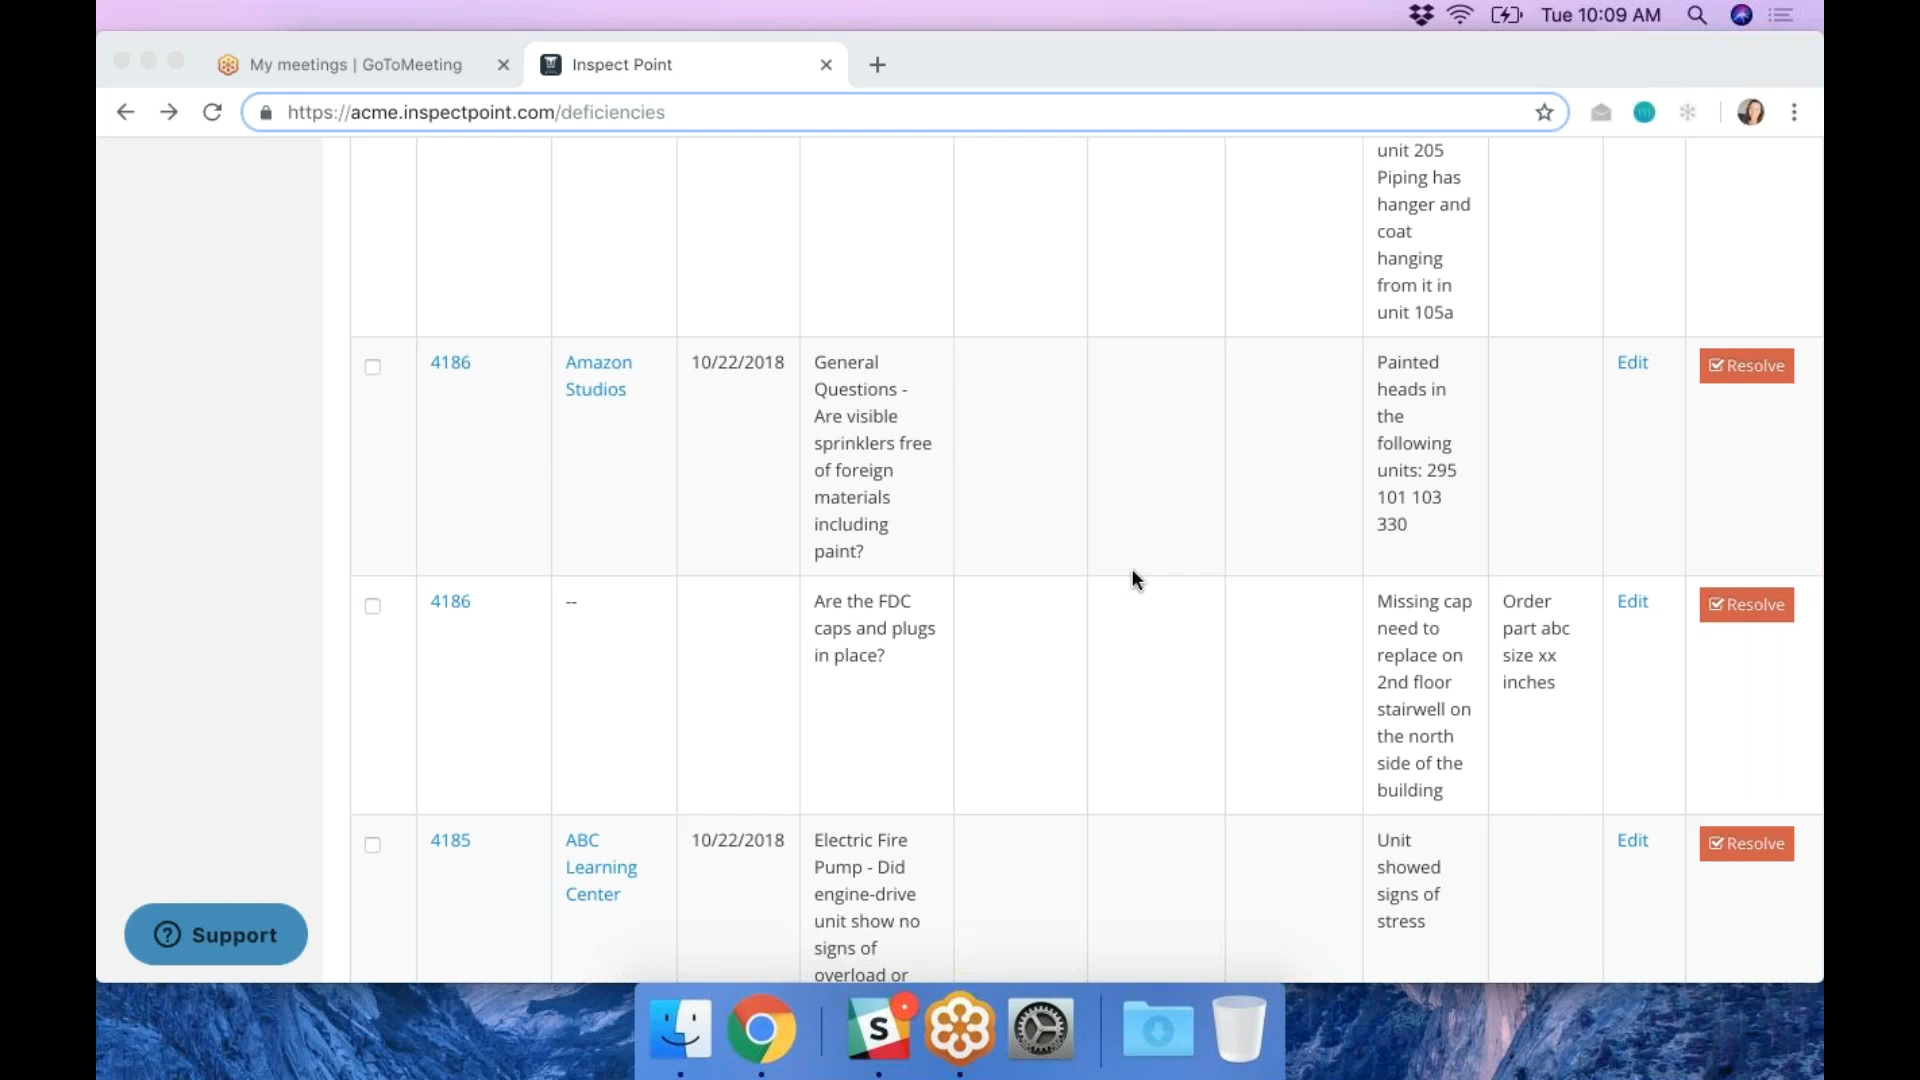 Tue 10:09 AM
My meetings | GoToMeeting
Inspect Point
https://acme.inspectpoint.com/deficiencies
unit 205
Piping has
hanger and
coat
hanging
from it in
unit 105a
4186
Amazon
Studios
10/22/2018
General
Questions -
Are visible
sprinklers free
of foreign
materials
including
paint?
Painted
heads in
the
following
units: 295
101 103
330
Edit
Resolve
4186
--
Are the FDC
caps and plugs
in place?
Missing cap
need to
replace on
2nd floor
stairwell on
the north
side of the
building
Order
part abc
size xx
inches
Edit
Resolve
4185
ABC
Learning
Center
10/22/2018
Electric Fire
Pump - Did
engine-drive
unit show no
signs of
overload or
Unit
showed
signs of
stress
Edit
Resolve
Support
S